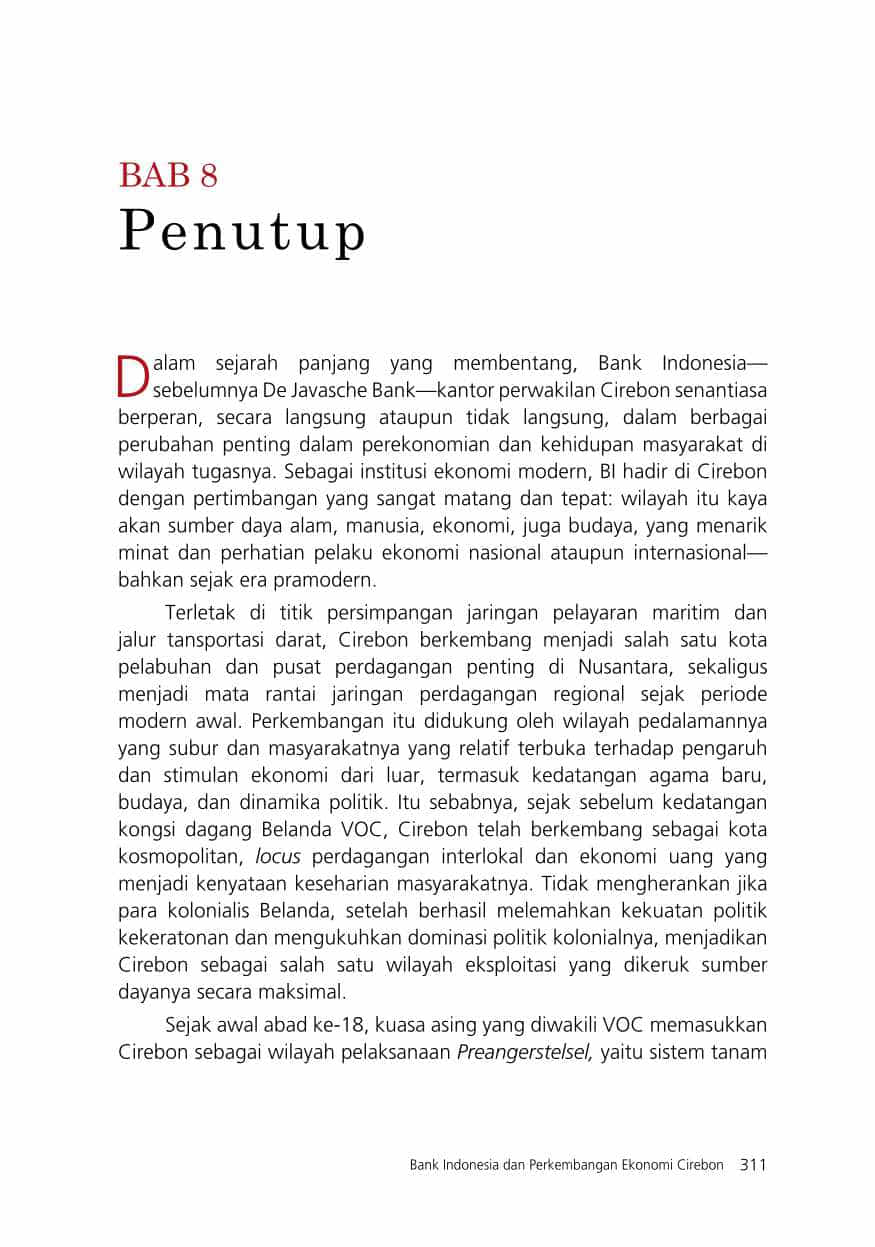 BAB 8
Penutup
Dalam sejarah panjang yang membentang, Bank Indonesia—
sebelumnya De Javasche Bank—kantor perwakilan Cirebon senantiasa
berperan, secara langsung ataupun tidak langsung, dalam berbagai
perubahan penting dalam perekonomian dan kehidupan masyarakat di
wilayah tugasnya. Sebagai institusi ekonomi modern, BI hadir di Cirebon
dengan pertimbangan yang sangat matang dan tepat: wilayah itu kaya
akan sumber daya alam, manusia, ekonomi, juga budaya, yang menarik
minat dan perhatian pelaku ekonomi nasional ataupun internasional—
bahkan sejak era pramodern.
Terletak di titik persimpangan jaringan pelayaran maritim dan
jalur tansportasi darat, Cirebon berkembang menjadi salah satu kota
pelabuhan dan pusat perdagangan penting di Nusantara, sekaligus
menjadi mata rantai jaringan perdagangan regional sejak periode
modern awal. Perkembangan itu didukung oleh wilayah pedalamannya
yang subur dan masyarakatnya yang relatif terbuka terhadap pengaruh
dan stimulan ekonomi dari luar, termasuk kedatangan agama baru,
budaya, dan dinamika politik. Itu sebabnya, sejak sebelum kedatangan
kongsi dagang Belanda VOC, Cirebon telah berkembang sebagai kota
kosmopolitan, locus perdagangan interlokal dan ekonomi uang yang
menjadi kenyataan keseharian masyarakatnya. Tidak mengherankan jika
para kolonialis Belanda, setelah berhasil melemahkan kekuatan politik
kekeratonan dan mengukuhkan dominasi politik kolonialnya, menjadikan
Cirebon sebagai salah satu wilayah eksploitasi yang dikeruk sumber
dayanya secara maksimal.
Sejak awal abad ke-18, kuasa asing yang diwakili VOC memasukkan
Cirebon sebagai wilayah pelaksanaan Preangerstelsel, yaitu sistem tanam
Bank Indonesia dan Perkembangan Ekonomi Cirebon 311